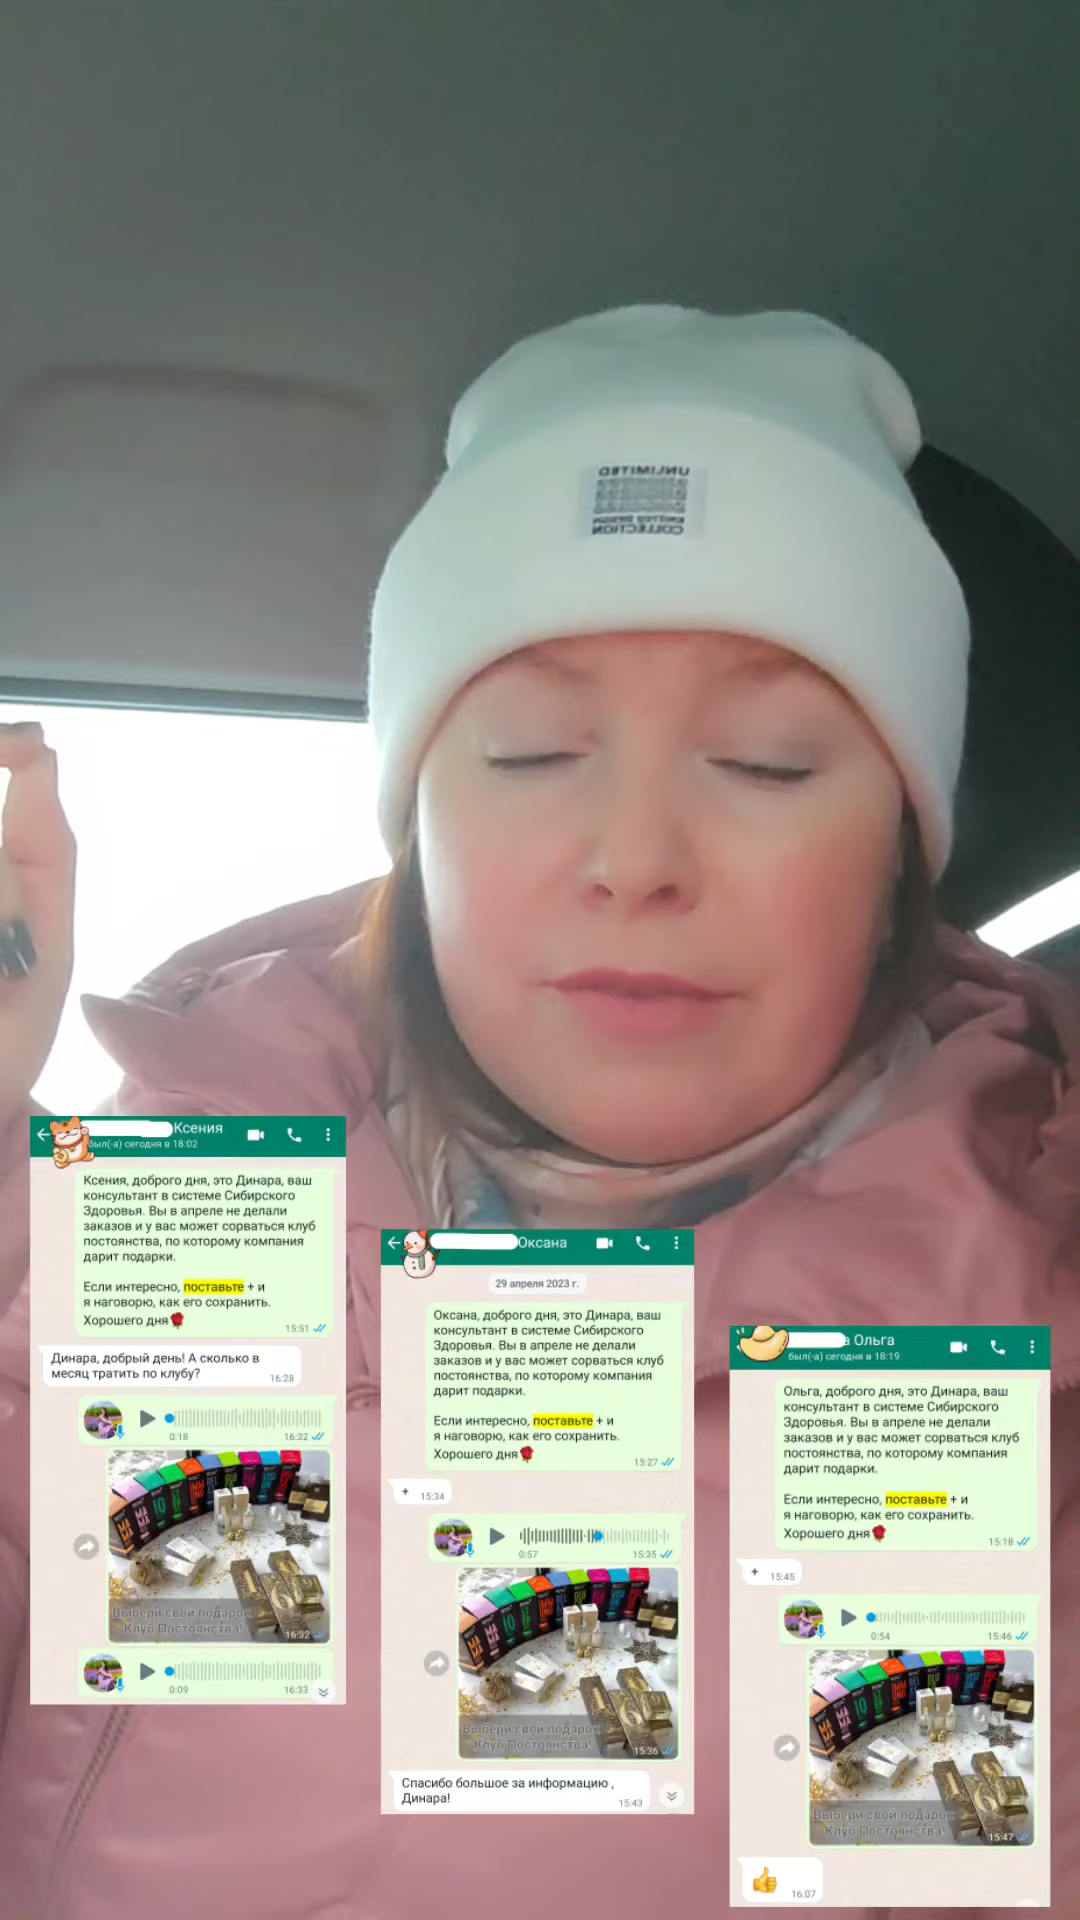 UNLIMITED
KNITTED DESIGN
COLLECTION
Ксения
был(-а) сегодня в 18:02
Ксения, доброго дня, это Динара, ваш
консультант в системе Сибирского
Здоровья. Вы в апреле не делали
заказов и у вас может сорваться клуб
постоянства, по которому компания
дарит подарки.
Если интересно, поставьте + и
я наговорю, как его сохранить.
Хорошего дня
15:51
Динара, добрый день! А сколько в
месяц тратить по клубу?
16:28
0:18 16:32
Выбери свой подарок
Клуб Постоянства!
16:32
0:09 16:33
Оксана
29 апреля 2023 г.
Оксана, доброго дня, это Динара, ваш
консультант в системе Сибирского
Здоровья. Вы в апреле не делали
заказов и у вас может сорваться клуб
постоянства, по которому компания
дарит подарки.
Если интересно, поставьте + и
я наговорю, как его сохранить.
Хорошего дня
15:27
+ 15:34
0:57 15:35
Выбери свой подарок
Клуб Постоянства!
15:36
Спасибо большое за информацию ,
Динара!
15:43
а Ольга
был(-а) сегодня в 18:19
Ольга, доброго дня, это Динара, ваш
консультант в системе Сибирского
Здоровья. Вы в апреле не делали
заказов и у вас может сорваться клуб
постоянства, по которому компания
дарит подарки.
Если интересно, поставьте + и
я наговорю, как его сохранить.
Хорошего дня
15:18
+ 15:45
0:54 15:46
Выбери свой подарок
Клуб Постоянства!
15:47
16:07